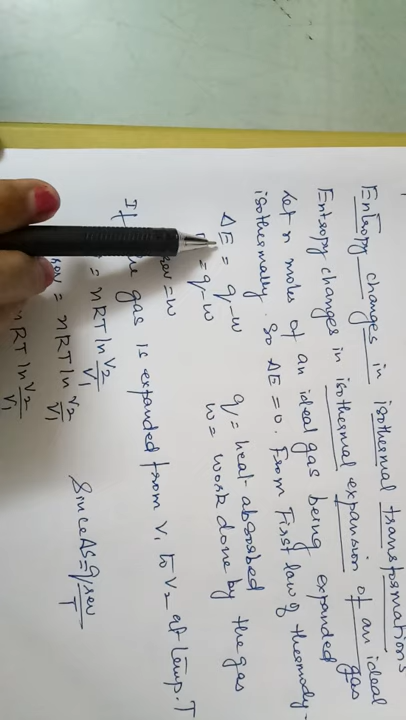 Entropy changes in isothermal transformations
Entropy changes in isothermal expansion of an ideal gas
Let n moles of an ideal gas being expanded
isothermally. So ΔE = 0. From First law of thermody-
ΔE = q - w q = heat absorbed
= q - w w = work done by the gas
rev = w
If the gas is expanded from V₁ to V₂ at temp. T
= nRT ln V₂/V₁
rev = nRT ln V₂/V₁ Since ΔS = qrev/T
nRT ln V₂/V₁